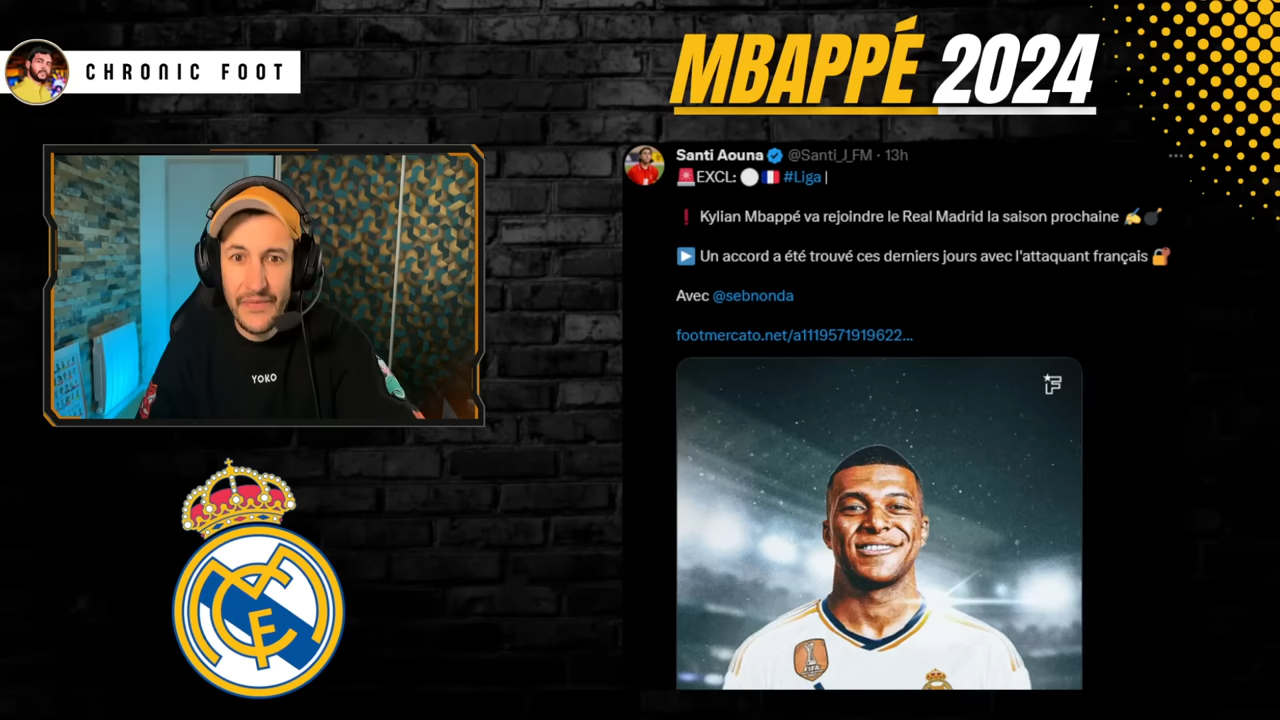 CHRONIC FOOT
MBAPPÉ 2024
Santi Aouna @Santi_J_FM · 13h
🚨EXCL: ⚪🇫🇷 #Liga |
❗ Kylian Mbappé va rejoindre le Real Madrid la saison prochaine ✍️💣
▶️ Un accord a été trouvé ces derniers jours avec l'attaquant français 🔐
Avec @sebnonda
footmercato.net/a1119571919622...
YOKO